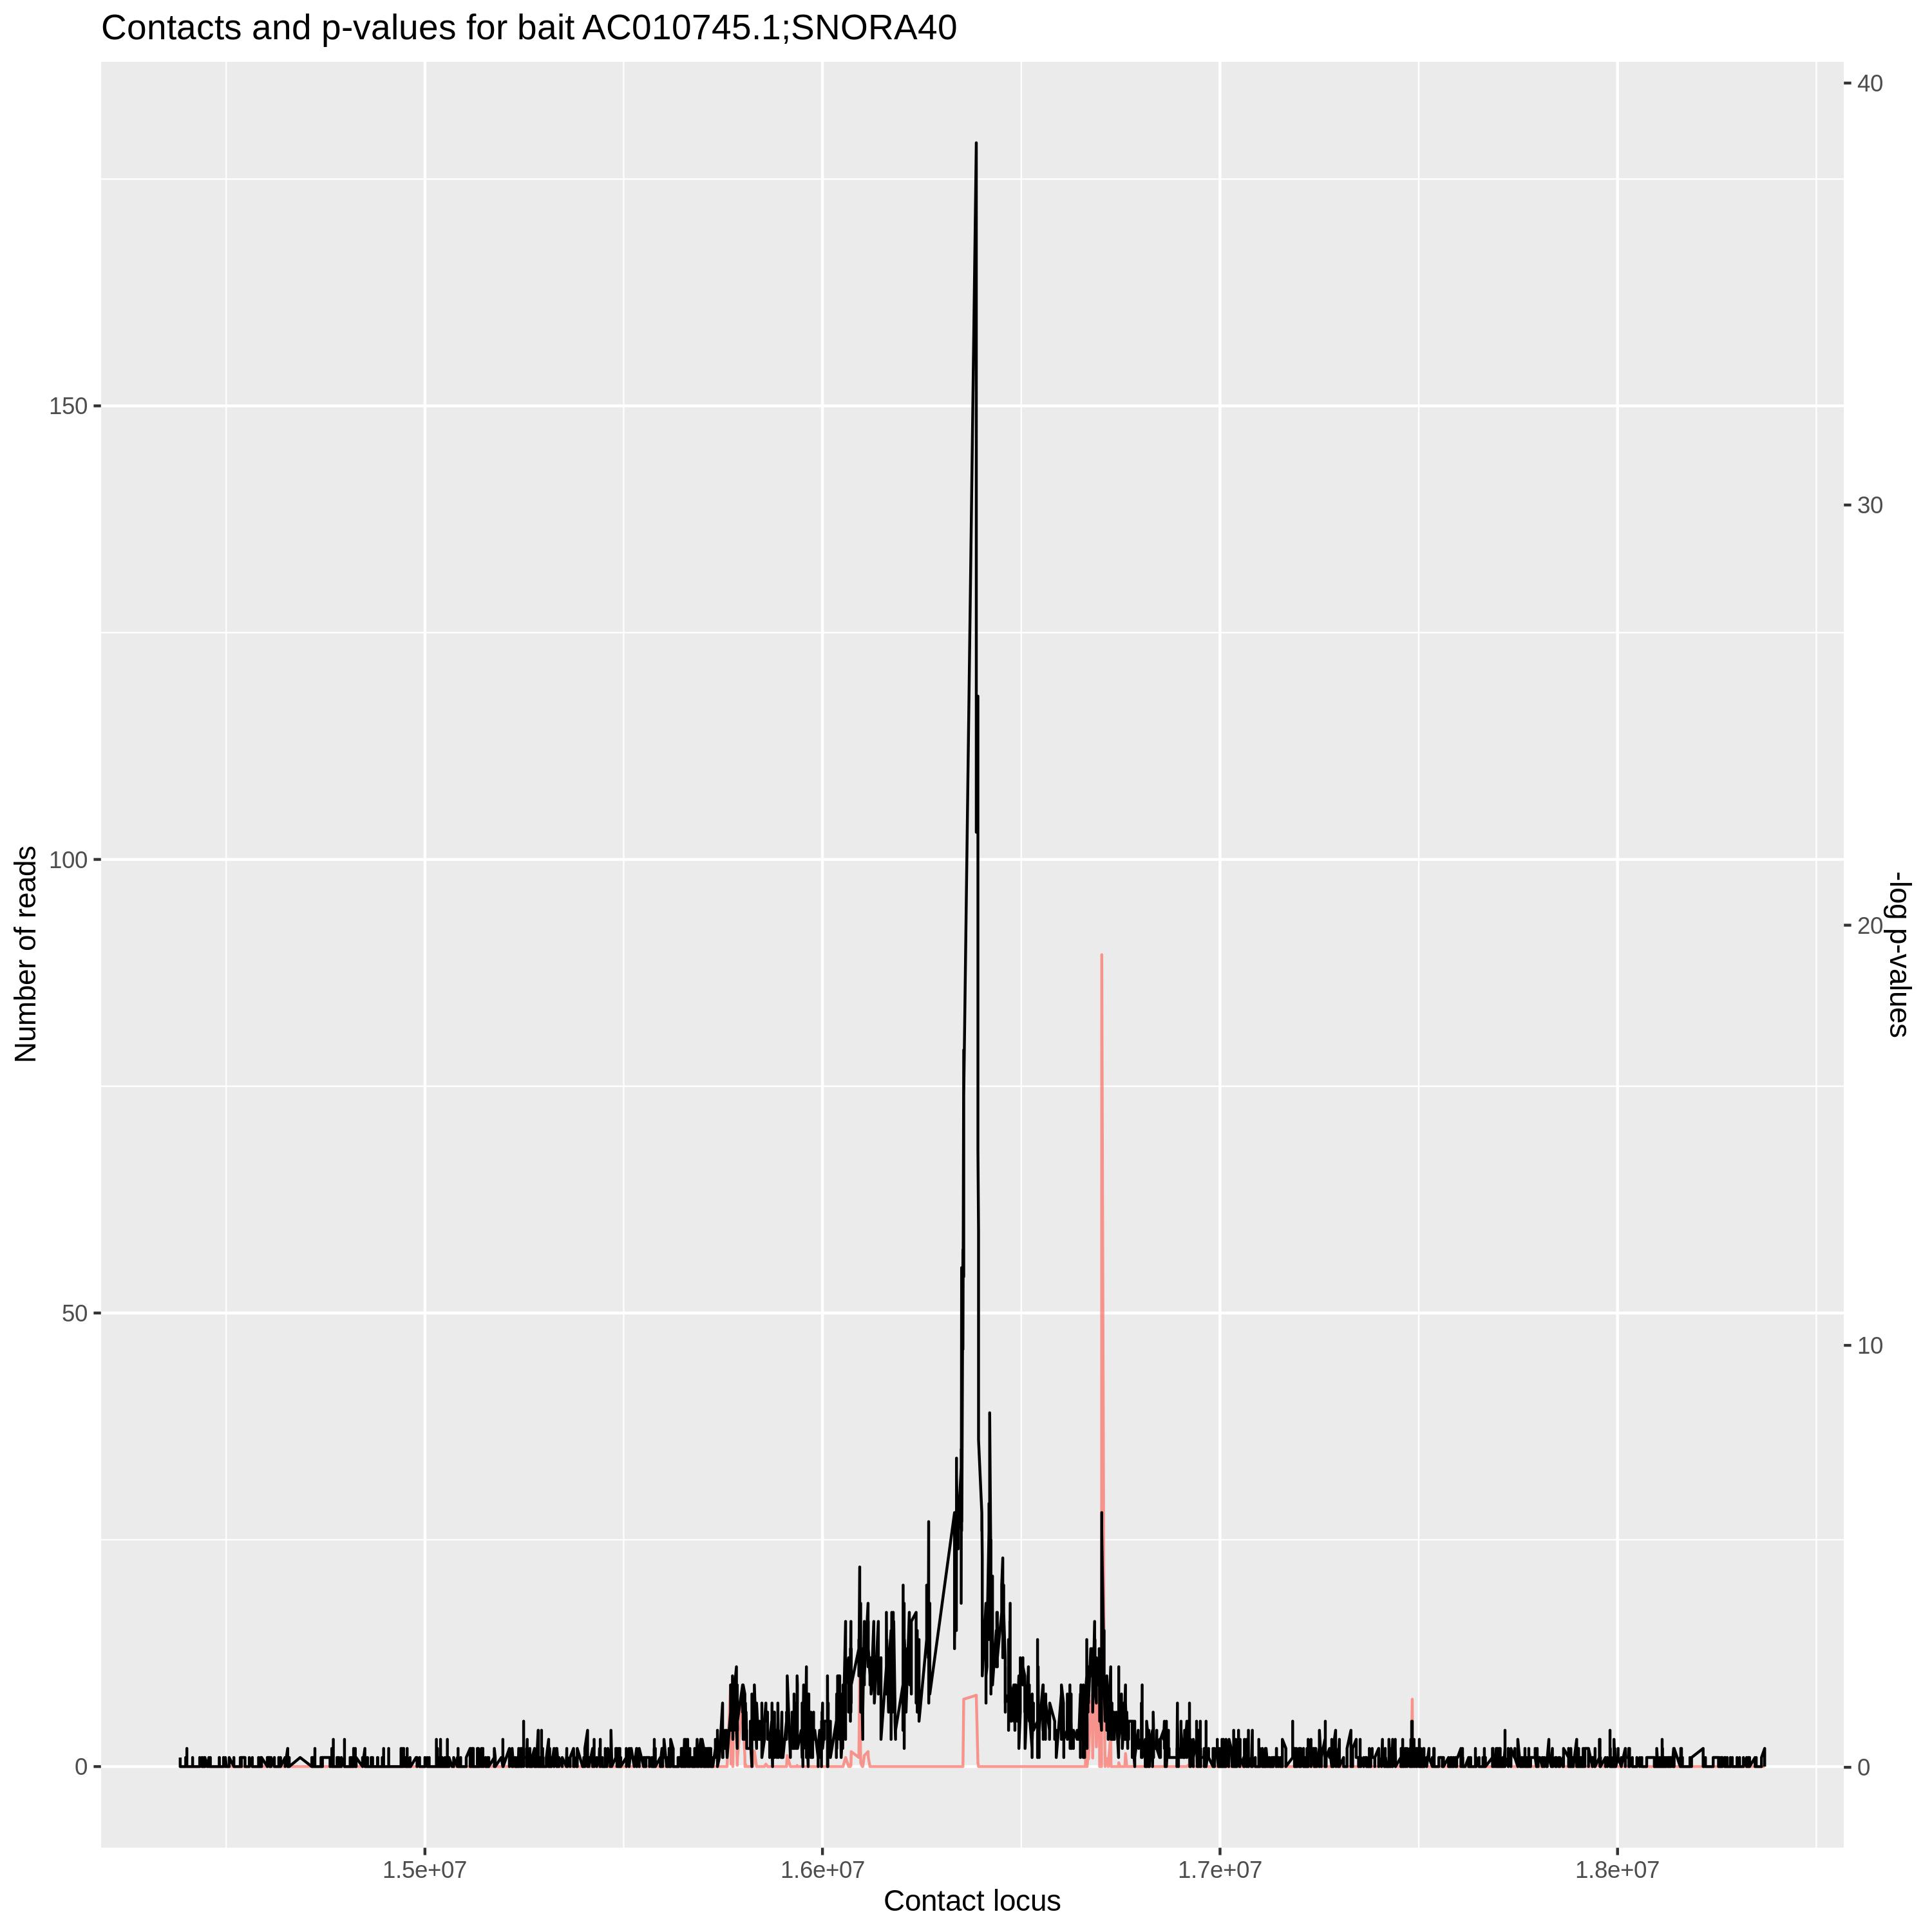 Contacts and p-values for bait AC010745.1;SNORA40
Number of reads
150
100
50
0
40
30
20
10
0
-log p-values
1.5e+07 1.6e+07 1.7e+07 1.8e+07
Contact locus